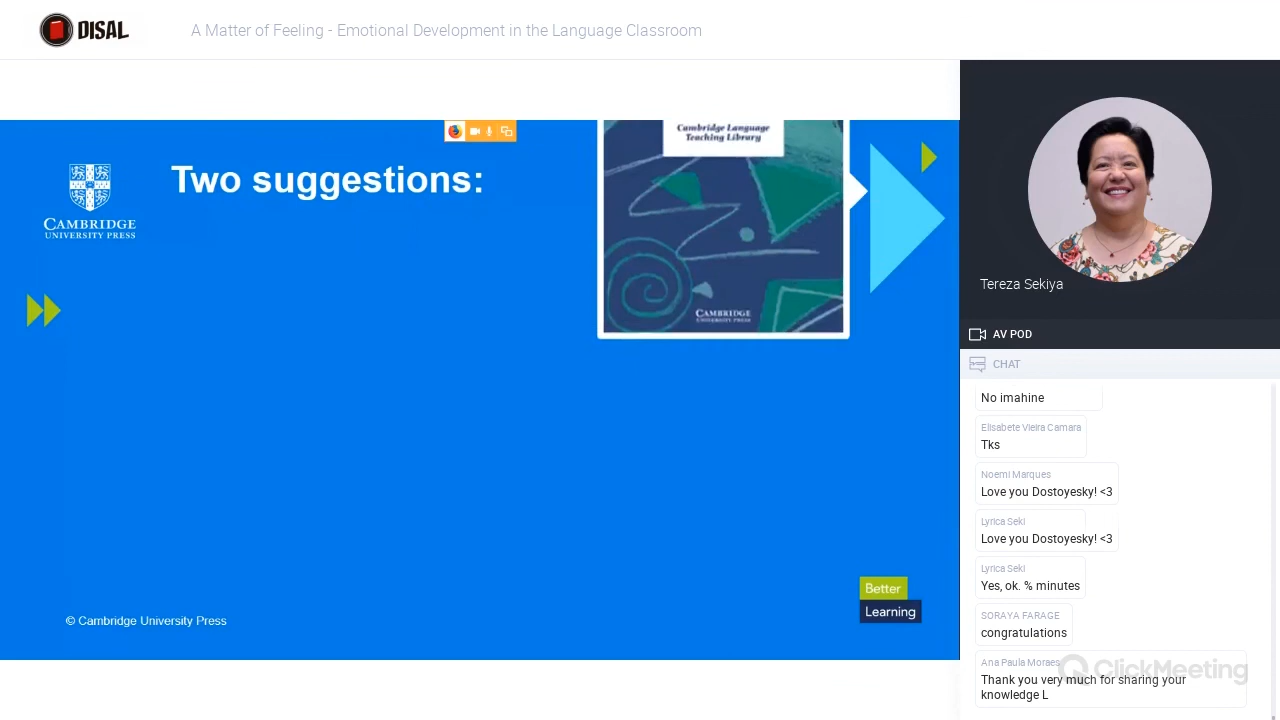 DISAL
A Matter of Feeling - Emotional Development in the Language Classroom
Cambridge Language
Teaching Library
Two suggestions:
CAMBRIDGE
UNIVERSITY PRESS
CAMBRIDGE
UNIVERSITY PRESS
Better
Learning
© Cambridge University Press
Tereza Sekiya
AV POD
CHAT
No imahine
Elisabete Vieira Camara
Tks
Noemi Marques
Love you Dostoyesky! <3
Lyrica Seki
Love you Dostoyesky! <3
Lyrica Seki
Yes, ok. % minutes
SORAYA FARAGE
congratulations
Ana Paula Moraes
Thank you very much for sharing your
knowledge L
ClickMeeting